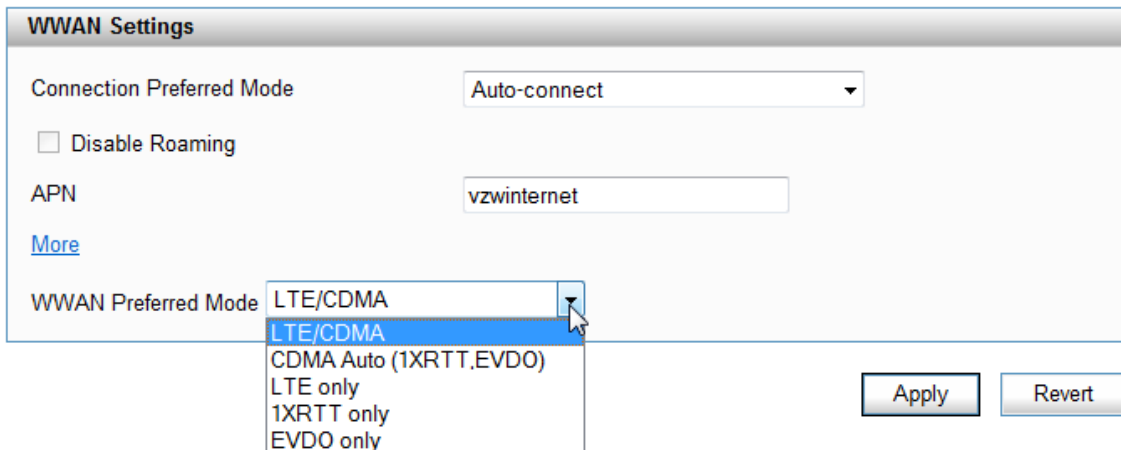 WWAN Settings
Connection Preferred Mode Auto-connect
Disable Roaming
APN vzwinternet
More
WWAN Preferred Mode LTE/CDMA
LTE/CDMA
CDMA Auto (1XRTT,EVDO)
LTE only
1XRTT only
EVDO only
Apply Revert